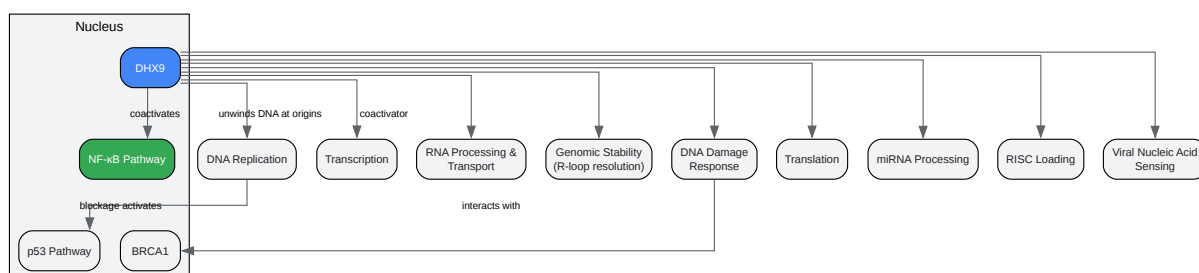 Nucleus
DHX9
coactivates
unwinds DNA at origins
coactivator
NF-κB Pathway
DNA Replication
Transcription
RNA Processing &
Transport
Genomic Stability
(R-loop resolution)
DNA Damage
Response
Translation
miRNA Processing
RISC Loading
Viral Nucleic Acid
Sensing
blockage activates
interacts with
p53 Pathway
BRCA1